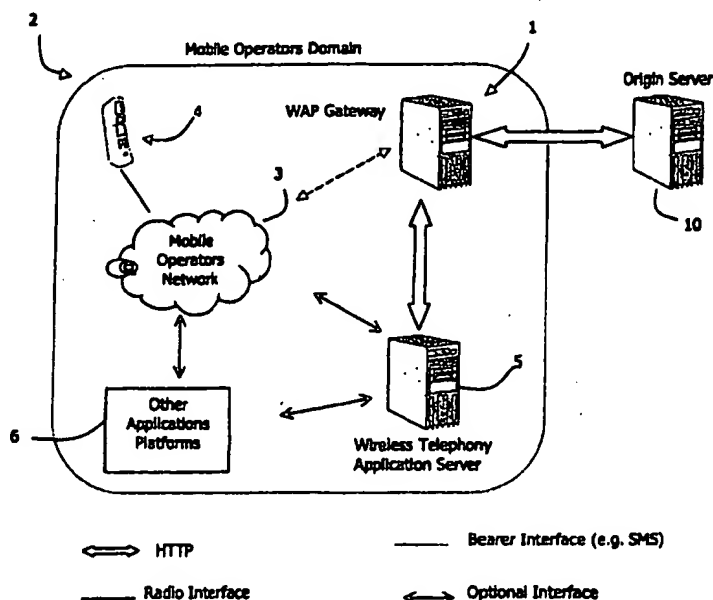 2
Mobile Operators Domain
1
4
WAP Gateway
Origin Server
3
10
Mobile
Operators
Network
5
6
Other
Applications
Platforms
Wireless Telephony
Application Server
HTTP
Bearer Interface (e.g. SMS)
Radio Interface
Optional Interface